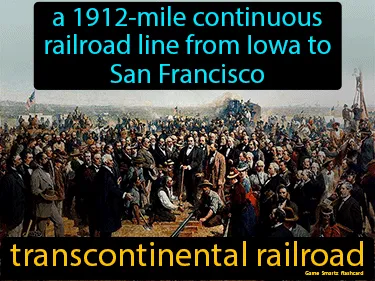 a 1912-mile continuous
railroad line from Iowa to
San Francisco
transcontinental railroad
Game Smartz flashcard